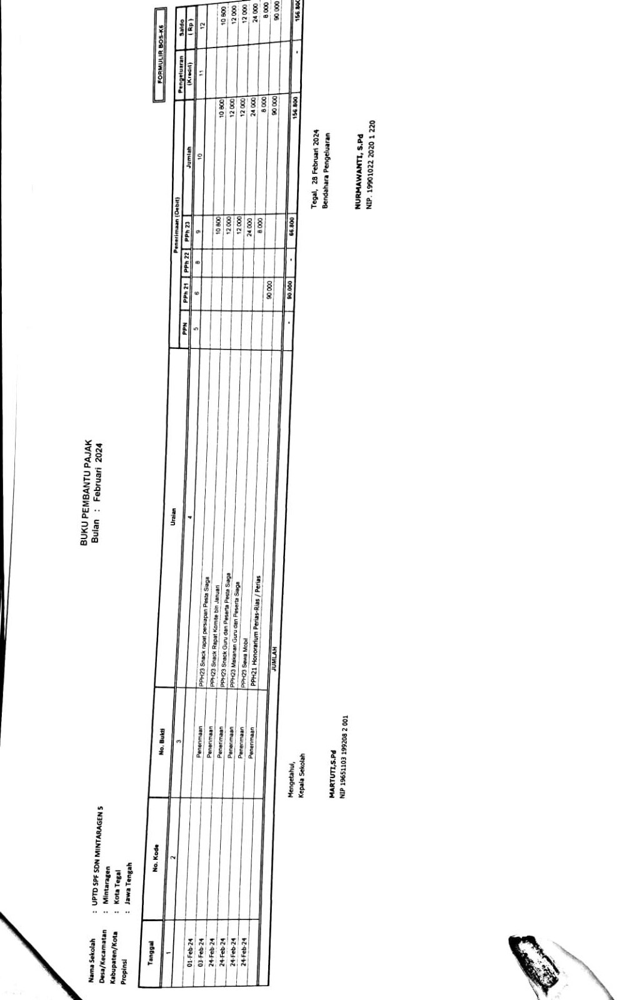 BUKU PEMBANTU PAJAK
Bulan : Februari 2024
Nama Sekolah : UPTD SPF SDN MINTARAGEN 5
Desa/Kecamatan : Mintaragen
Kabupaten/Kota : Kota Tegal
Propinsi : Jawa Tengah
FORMULIR BOS-K6
Tanggal No. Kode No. Bukti Uraian Penerimaan (Debit) Pengeluaran (Kredit) Saldo (Rp)
PPN PPh 21 PPh 22 PPh 23 Jumlah
1 2 3 4 5 6 8 9 10 11 12
01-Feb-24 Penerimaan PPH23 Snack rapat persiapan Pesta Siaga 10 800 10 800 10 800
03-Feb-24 Penerimaan PPH23 Snack Rapat Komite bln Januari 12 000 12 000 12 000
24-Feb-24 Penerimaan PPH23 Snack Guru dan Peserta Pesta Siaga 12 000 12 000 12 000
24-Feb-24 Penerimaan PPH23 Makanan Guru dan Peserta Siaga 24 000 24 000 24 000
24-Feb-24 Penerimaan PPH23 Sewa Mobil 8 000 8 000 8 000
24-Feb-24 Penerimaan PPH21 Honorarium Perias-Rias / Perias 90 000 90 000 90 000
JUMLAH - 90.000 - 66.800 156.800 - 156.800
Mengetahui,
Kepala Sekolah
MARTUTI,S.Pd
NIP 19651103 199208 2 001
Tegal, 28 Februari 2024
Bendahara Pengeluaran
NURMAWANTI, S.Pd
NIP. 19901022 2020 1 220